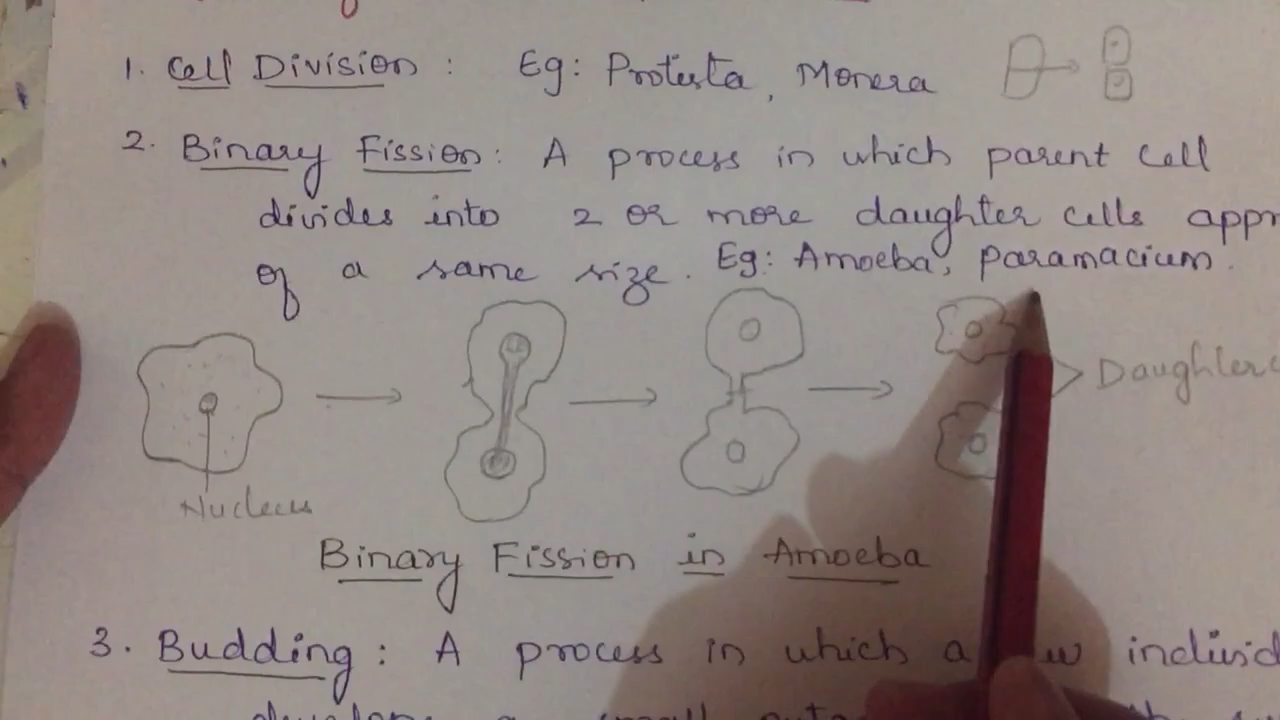 1. Cell Division : Eg: Protista, Monera
2. Binary Fission: A process in which parent cell
divides into 2 or more daughter cells appr
of a same size. Eg: Amoeba, paramacium.
Daughter
Nucleus
Binary Fission in Amoeba
3. Budding: A process in which a individ
a small